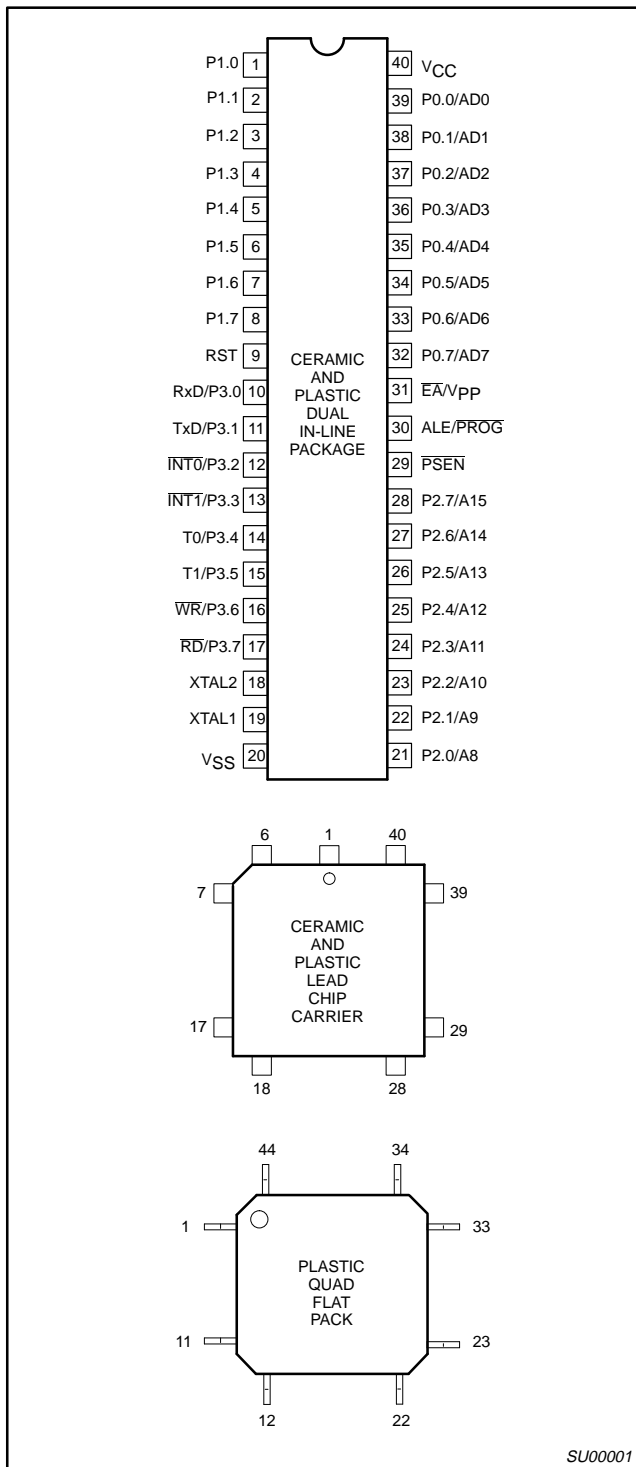 P1.0 1 40 VCC
P1.1 2 39 P0.0/AD0
P1.2 3 38 P0.1/AD1
P1.3 4 37 P0.2/AD2
P1.4 5 36 P0.3/AD3
P1.5 6 35 P0.4/AD4
P1.6 7 34 P0.5/AD5
P1.7 8 33 P0.6/AD6
RST 9 32 P0.7/AD7
RxD/P3.0 10 31 E̅A̅/VPP
TxD/P3.1 11 30 ALE/P̅R̅O̅G̅
I̅N̅T̅0̅/P3.2 12 29 P̅S̅E̅N̅
I̅N̅T̅1̅/P3.3 13 28 P2.7/A15
T0/P3.4 14 27 P2.6/A14
T1/P3.5 15 26 P2.5/A13
W̅R̅/P3.6 16 25 P2.4/A12
R̅D̅/P3.7 17 24 P2.3/A11
XTAL2 18 23 P2.2/A10
XTAL1 19 22 P2.1/A9
VSS 20 21 P2.0/A8
CERAMIC
AND
PLASTIC
DUAL
IN-LINE
PACKAGE
6 1 40
7 39
CERAMIC
AND
PLASTIC
LEAD
CHIP
CARRIER
17 29
18 28
44 34
1 33
PLASTIC
QUAD
FLAT
PACK
11 23
12 22
SU00001